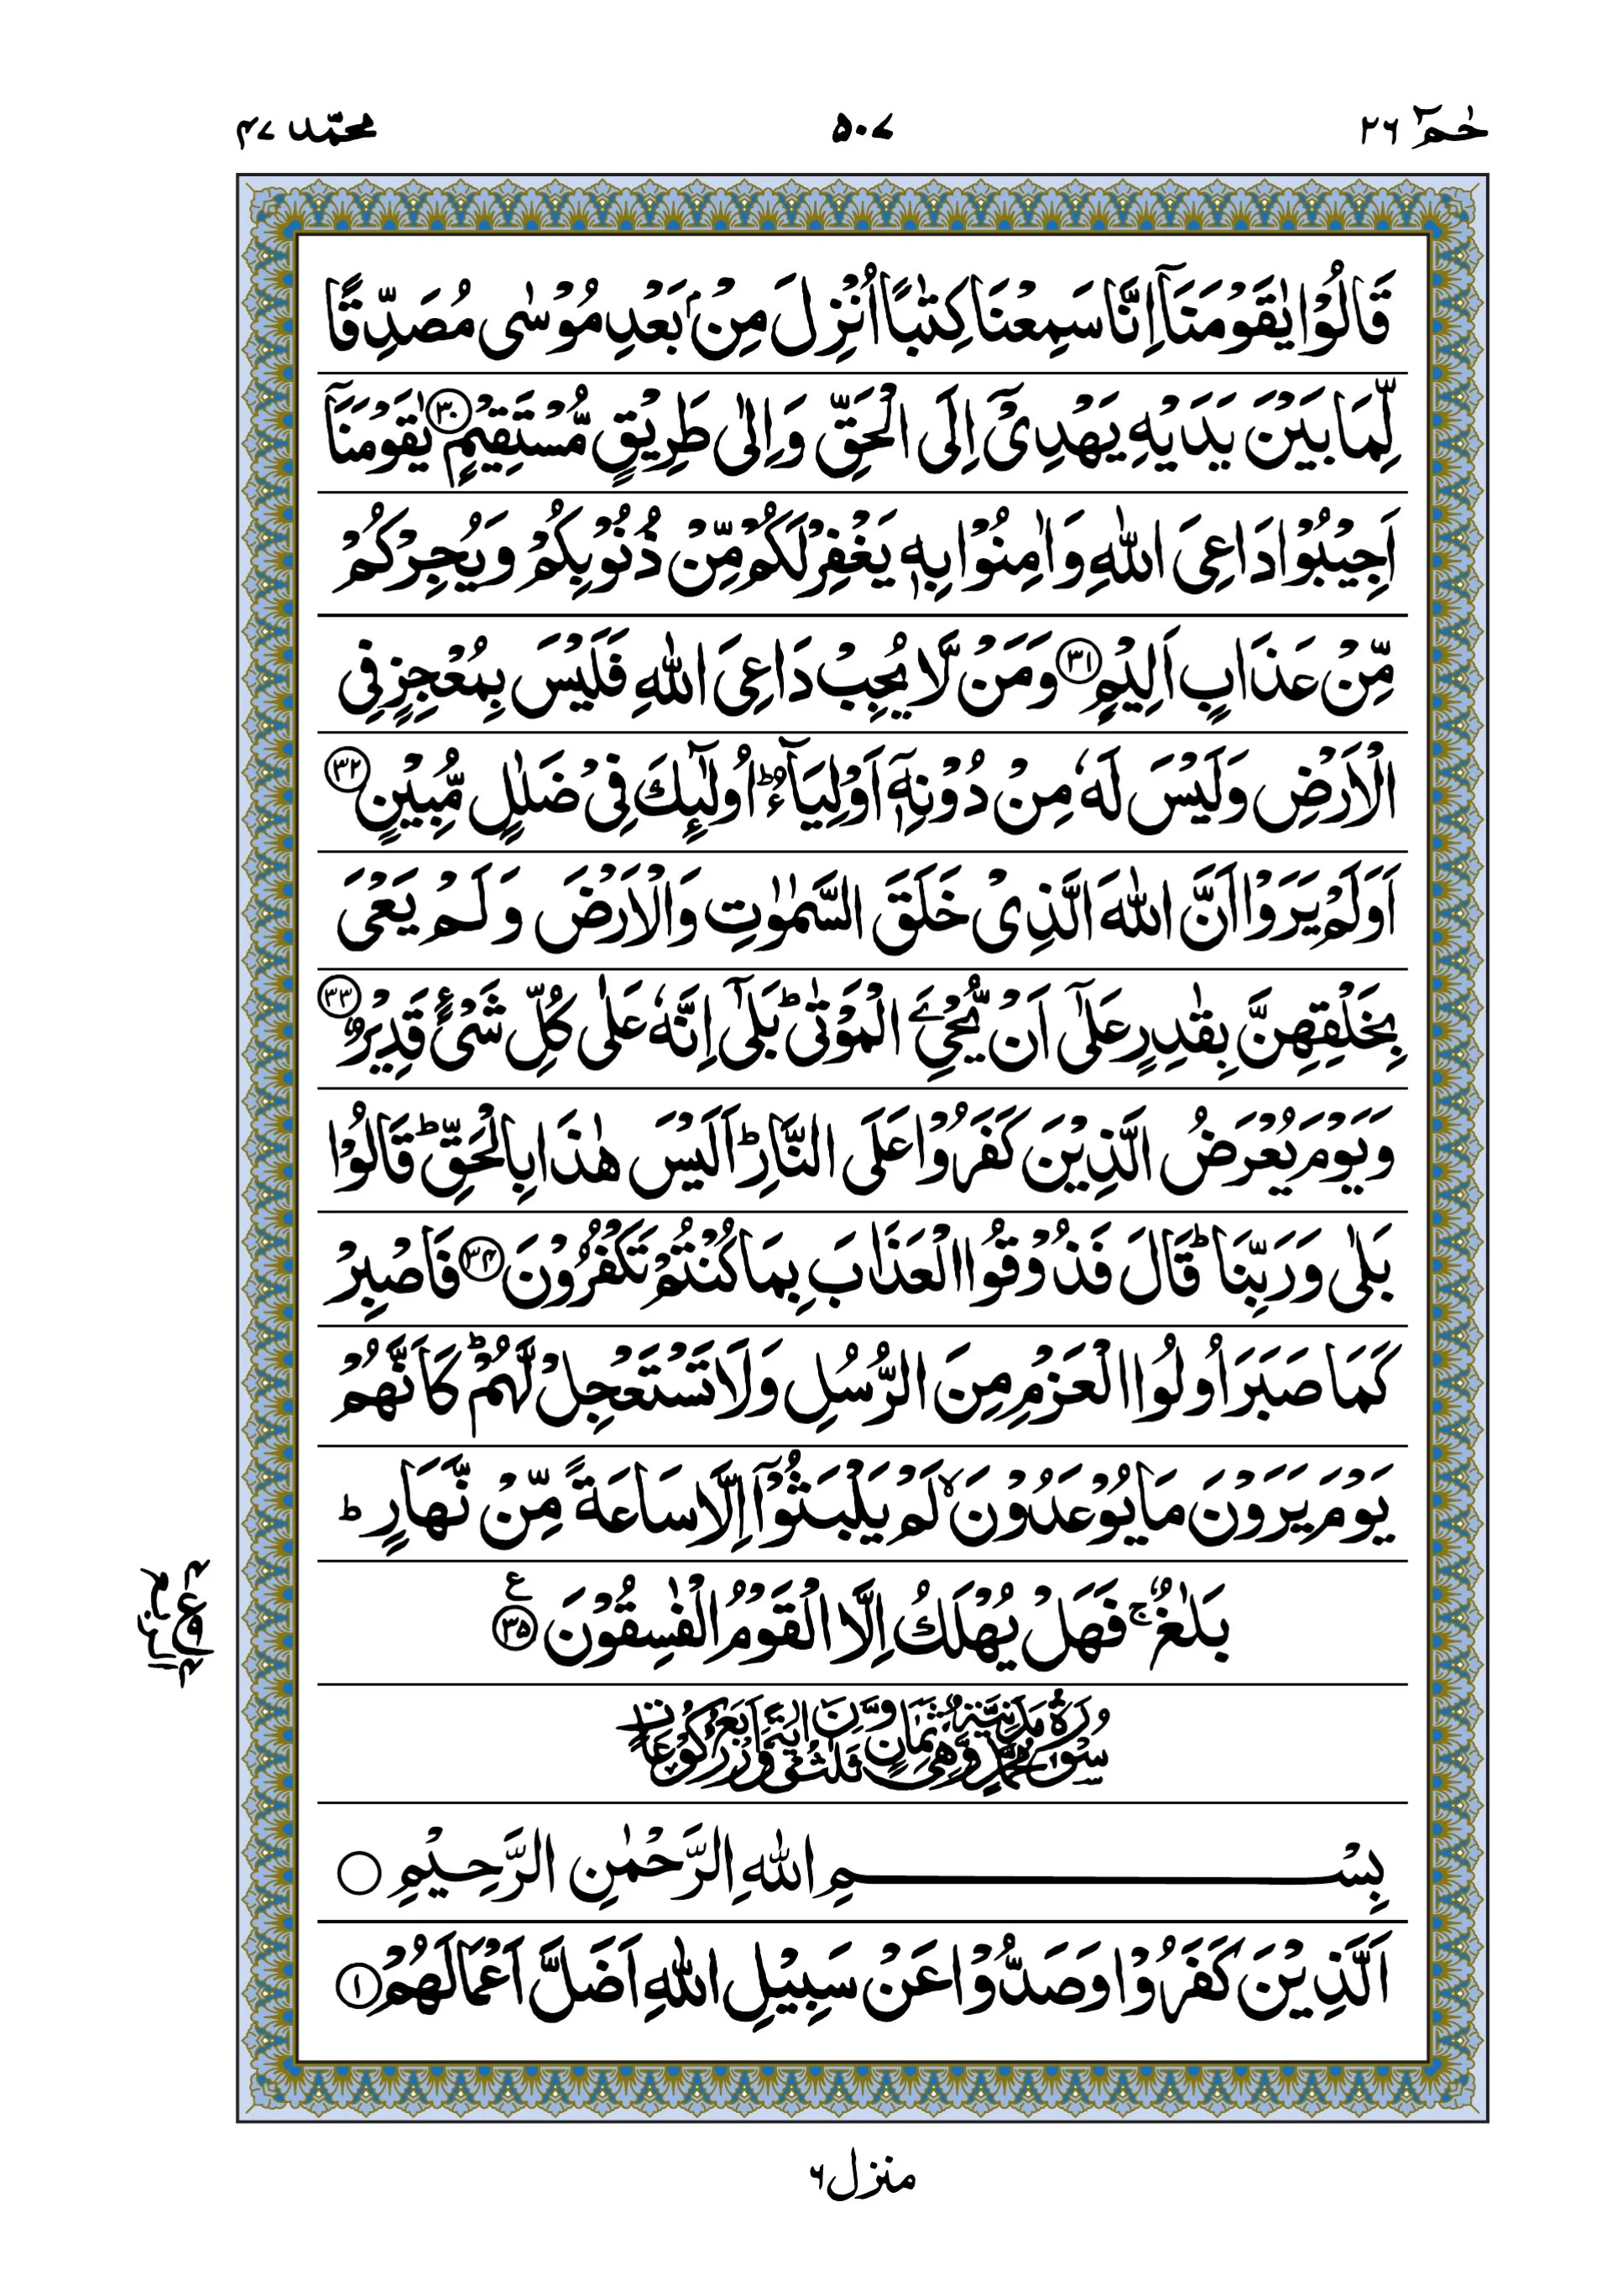 حٰمٓ ٢٦
٥٠٧
محمّد ٤٧
قَالُوْا يٰقَوْمَنَاۤ اِنَّا سَمِعْنَا كِتٰبًا اُنْزِلَ مِنْۢ بَعْدِ مُوْسٰى مُصَدِّقًا
لِّمَا بَيْنَ يَدَيْهِ يَهْدِىْۤ اِلَى الْحَقِّ وَاِلٰى طَرِيْقٍ مُّسْتَقِيْمٍ ۝٣٠ يٰقَوْمَنَاۤ
اَجِيْبُوْا دَاعِىَ اللّٰهِ وَاٰمِنُوْا بِهٖ يَغْفِرْ لَكُمْ مِّنْ ذُنُوْبِكُمْ وَيُجِرْكُمْ
مِّنْ عَذَابٍ اَلِيْمٍ ۝٣١ وَمَنْ لَّا يُجِبْ دَاعِىَ اللّٰهِ فَلَيْسَ بِمُعْجِزٍ فِى
الْاَرْضِ وَلَيْسَ لَهٗ مِنْ دُوْنِهٖۤ اَوْلِيَآءُ ؕ اُولٰٓئِكَ فِىْ ضَلٰلٍ مُّبِيْنٍ ۝٣٢
اَوَلَمْ يَرَوْا اَنَّ اللّٰهَ الَّذِىْ خَلَقَ السَّمٰوٰتِ وَالْاَرْضَ وَلَمْ يَعْىَ
بِخَلْقِهِنَّ بِقٰدِرٍ عَلٰٓى اَنْ يُّحْیِۦَ الْمَوْتٰى ؕ بَلٰٓى اِنَّهٗ عَلٰى كُلِّ شَىْءٍ قَدِيْرٌ ۝٣٣
وَيَوْمَ يُعْرَضُ الَّذِيْنَ كَفَرُوْا عَلَى النَّارِ ؕ اَلَيْسَ هٰذَا بِالْحَقِّ ؕ قَالُوْا
بَلٰى وَرَبِّنَا ؕ قَالَ فَذُوْقُوا الْعَذَابَ بِمَا كُنْتُمْ تَكْفُرُوْنَ ۝٣٤ فَاصْبِرْ
كَمَا صَبَرَ اُولُوا الْعَزْمِ مِنَ الرُّسُلِ وَلَا تَسْتَعْجِلْ لَّهُمْ ؕ كَاَنَّهُمْ
يَوْمَ يَرَوْنَ مَا يُوْعَدُوْنَ ۙ لَمْ يَلْبَثُوْۤا اِلَّا سَاعَةً مِّنْ نَّهَارٍ ؕ
بَلٰغٌ ۚ فَهَلْ يُهْلَكُ اِلَّا الْقَوْمُ الْفٰسِقُوْنَ ۝٣٥ ع
سُوْرَةُ مُحَمَّدٍ مَّدَنِيَّةٌ وَّهِىَ ثَمَانٍ وَّثَلٰثُوْنَ اٰيَةً وَّاَرْبَعُ رُكُوْعَاتٍ
بِسْمِ اللّٰهِ الرَّحْمٰنِ الرَّحِيْمِ ۝
اَلَّذِيْنَ كَفَرُوْا وَصَدُّوْا عَنْ سَبِيْلِ اللّٰهِ اَضَلَّ اَعْمَالَهُمْ ۝١
منزل ٦